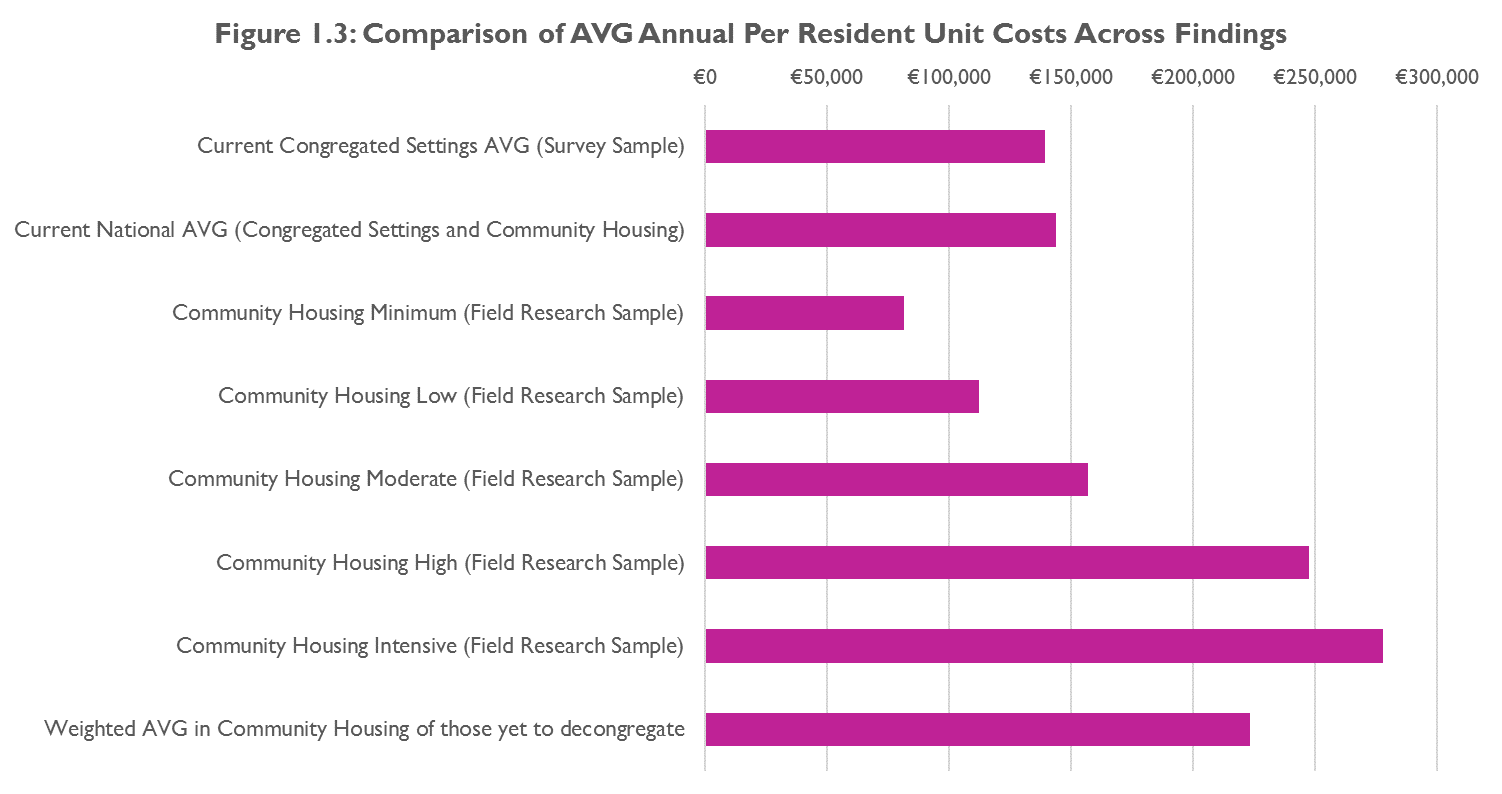 Figure 1.3: Comparison of AVG Annual Per Resident Unit Costs Across Findings
€0 €50,000 €100,000 €150,000 €200,000 €250,000 €300,000
Current Congregated Settings AVG (Survey Sample)
Current National AVG (Congregated Settings and Community Housing)
Community Housing Minimum (Field Research Sample)
Community Housing Low (Field Research Sample)
Community Housing Moderate (Field Research Sample)
Community Housing High (Field Research Sample)
Community Housing Intensive (Field Research Sample)
Weighted AVG in Community Housing of those yet to decongregate